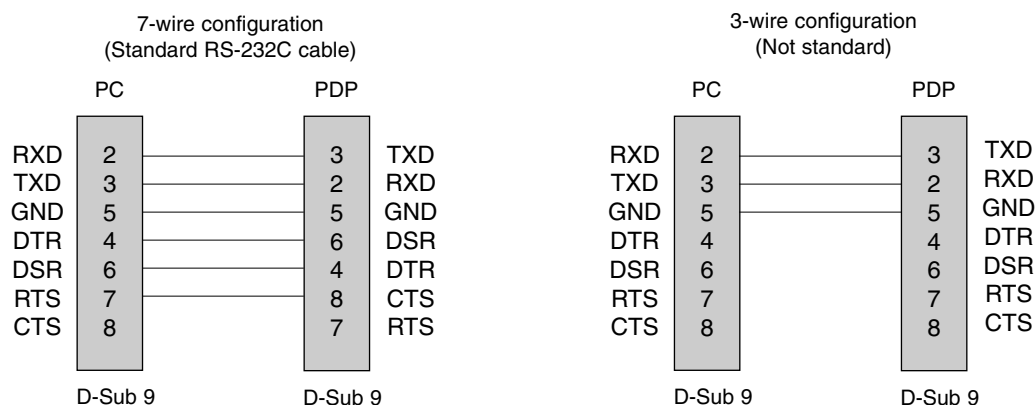 7-wire configuration
(Standard RS-232C cable)
PC PDP
RXD 2 3 TXD
TXD 3 2 RXD
GND 5 5 GND
DTR 4 6 DSR
DSR 6 4 DTR
RTS 7 8 CTS
CTS 8 7 RTS
D-Sub 9 D-Sub 9
3-wire configuration
(Not standard)
PC PDP
RXD 2 3 TXD
TXD 3 2 RXD
GND 5 5 GND
DTR 4 4 DTR
DSR 6 6 DSR
RTS 7 7 RTS
CTS 8 8 CTS
D-Sub 9 D-Sub 9